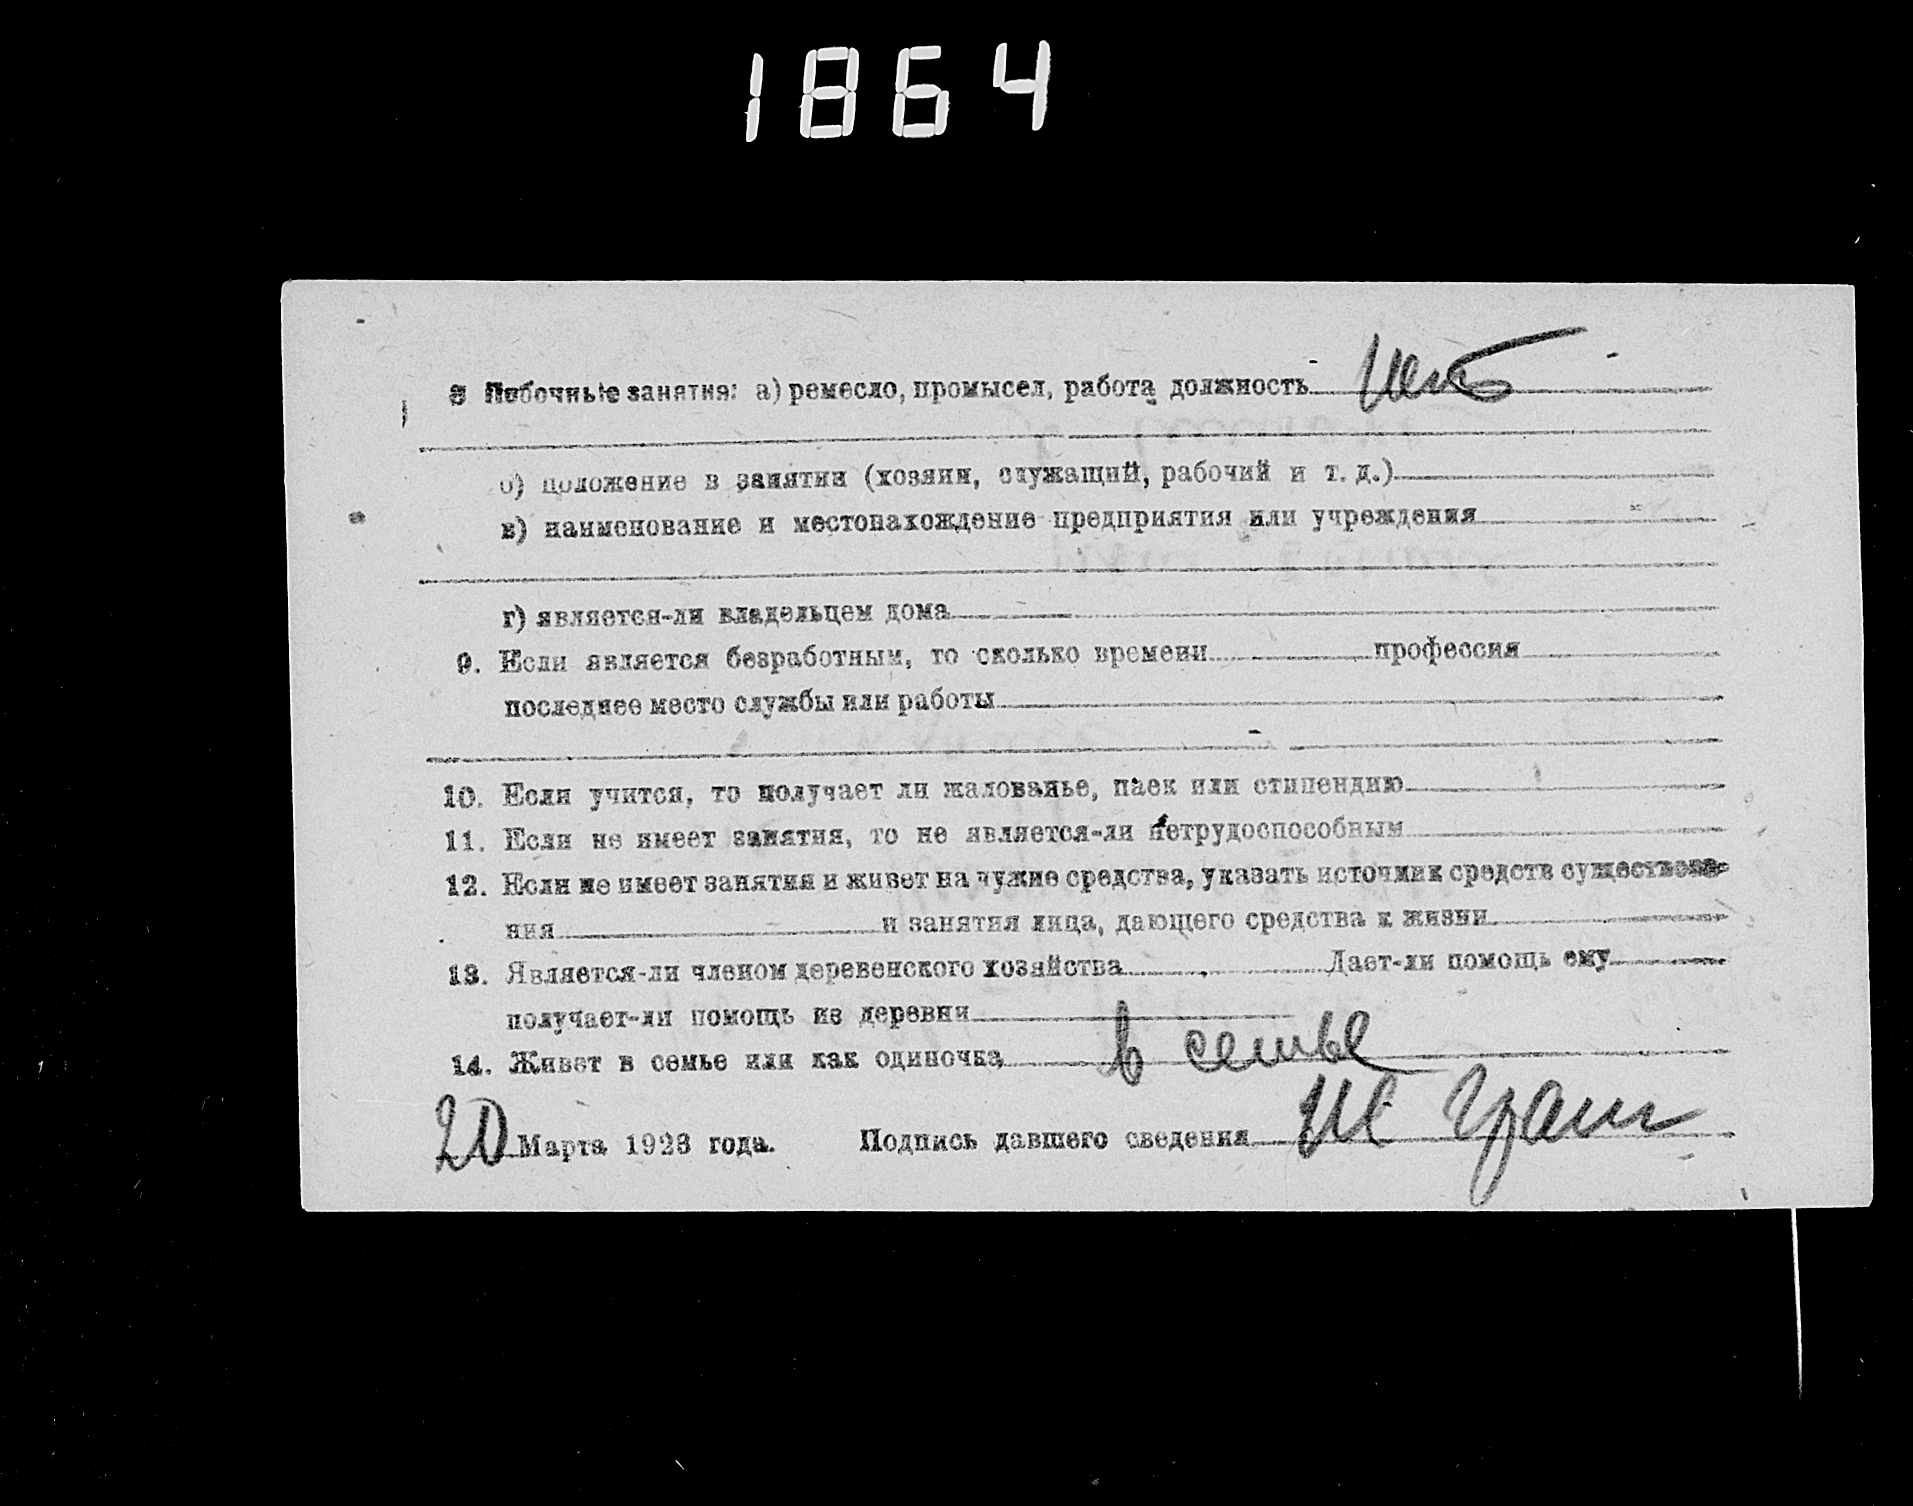 1864
8 Побочные занятия: а) ремесло, промысел, работа, должность Нет
б) положение в занятии (хозяин, служащий, рабочий и т. д.)
в) наименование и местонахождение предприятия или учреждения
г) является-ли владельцем дома
9. Если является безработным, то сколько времени профессия
последнее место службы или работы
10. Если учится, то получает ли жалованье, паек или стипендию
11. Если не имеет занятия, то не является-ли нетрудоспособным
12. Если не имеет занятия и живет на чужие средства, указать источник средств существова-
ния и занятия лица, дающего средства к жизни
13. Является-ли членом деревенского хозяйства Дает-ли помощь ему
получает-ли помощь из деревни
14. Живет в семье или как одиночка в семье
20 Марта 1923 года. Подпись давшего сведения